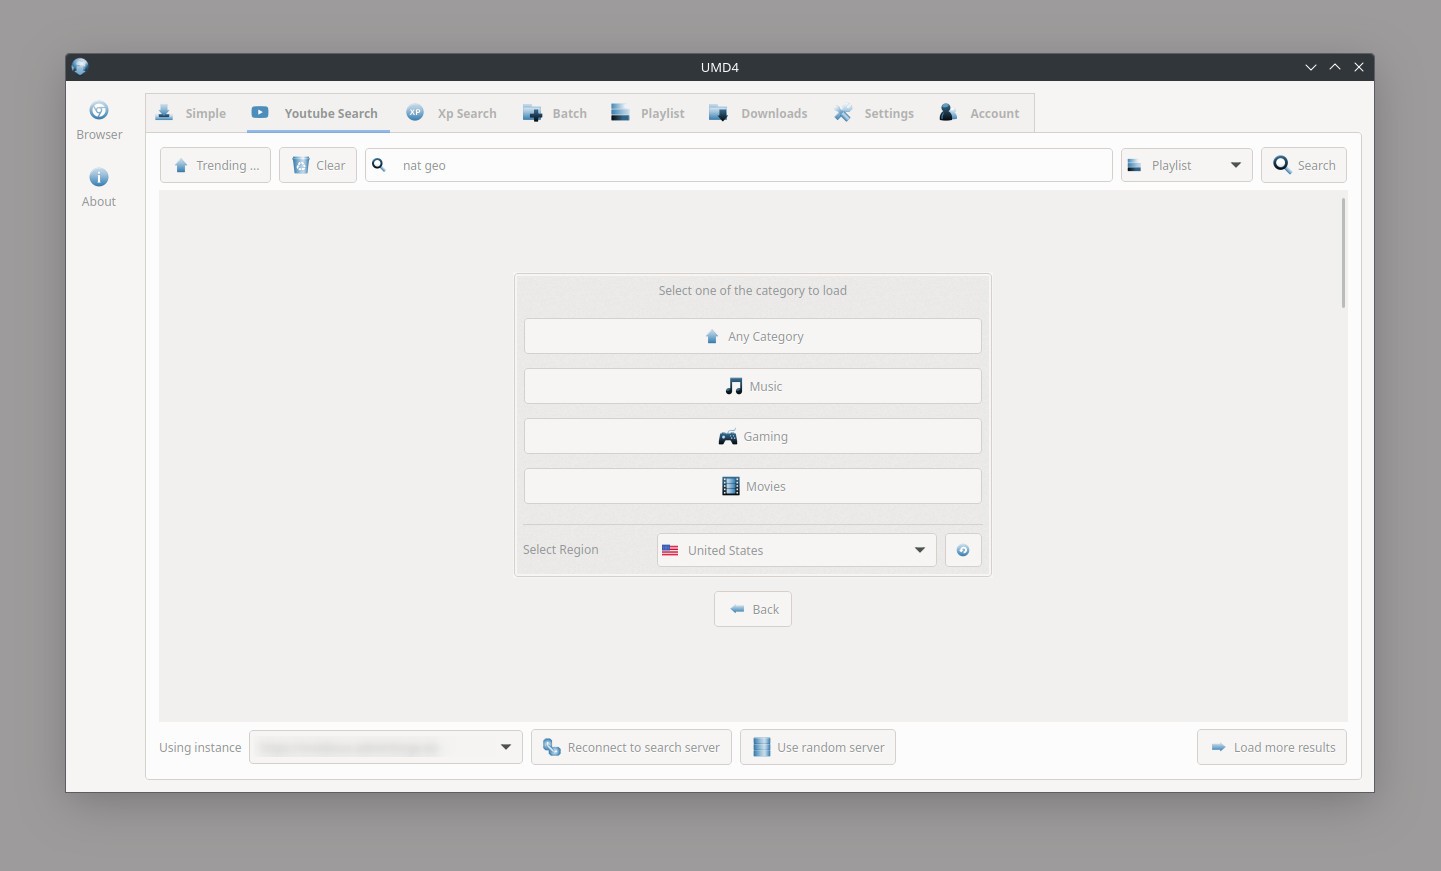 UMD4
Browser
About
Simple
Youtube Search
XP
Xp Search
Batch
Playlist
Downloads
Settings
Account
Trending ...
Clear
nat geo
Playlist
Search
Select one of the category to load
Any Category
Music
Gaming
Movies
Select Region
United States
Back
Using instance
Reconnect to search server
Use random server
Load more results